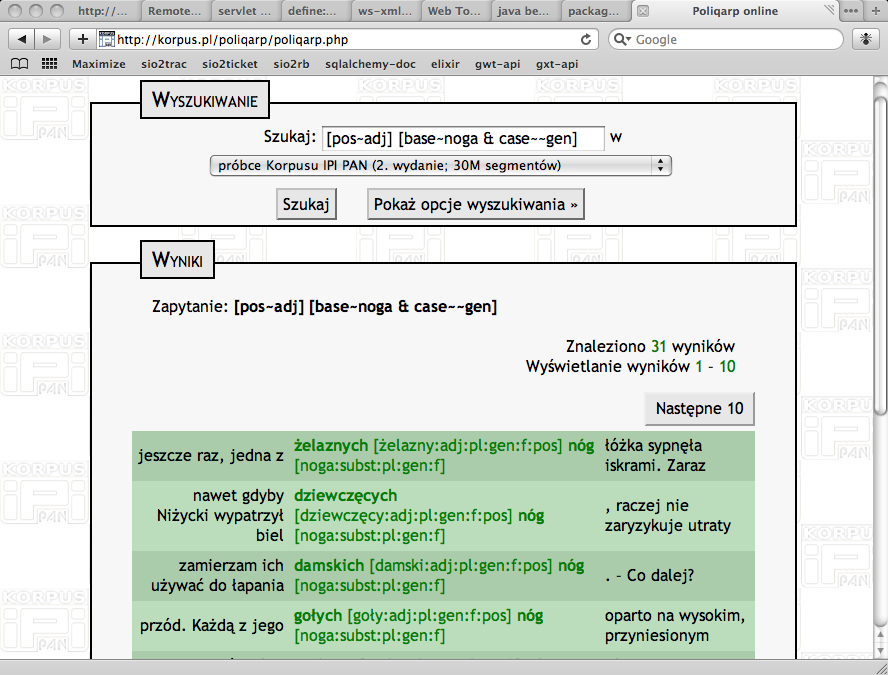 http://...
Remote...
servlet ...
define:...
ws-xml...
Web To...
java be...
packag...
Poliqarp online
http://korpus.pl/poliqarp/poliqarp.php
Google
Maximize sio2trac sio2ticket sio2rb sqlalchemy-doc elixir gwt-api gxt-api
Wyszukiwanie
Szukaj: [pos~adj] [base~noga & case~~gen] w
próbce Korpusu IPI PAN (2. wydanie; 30M segmentów)
Szukaj Pokaż opcje wyszukiwania »
Wyniki
Zapytanie: [pos~adj] [base~noga & case~~gen]
Znaleziono 31 wyników
Wyświetlanie wyników 1 - 10
Następne 10
jeszcze raz, jedna z
żelaznych [żelazny:adj:pl:gen:f:pos] nóg
[noga:subst:pl:gen:f]
łóżka sypnęła
iskrami. Zaraz
nawet gdyby
Niżycki wypatrzył
biel
dziewczęcych
[dziewczęcy:adj:pl:gen:f:pos] nóg
[noga:subst:pl:gen:f]
, raczej nie
zaryzykuje utraty
zamierzam ich
używać do łapania
damskich [damski:adj:pl:gen:f:pos] nóg
[noga:subst:pl:gen:f]
. - Co dalej?
przód. Każdą z jego
gołych [goły:adj:pl:gen:f:pos] nóg
[noga:subst:pl:gen:f]
oparto na wysokim,
przyniesionym
KORPUS
iPi
PAN